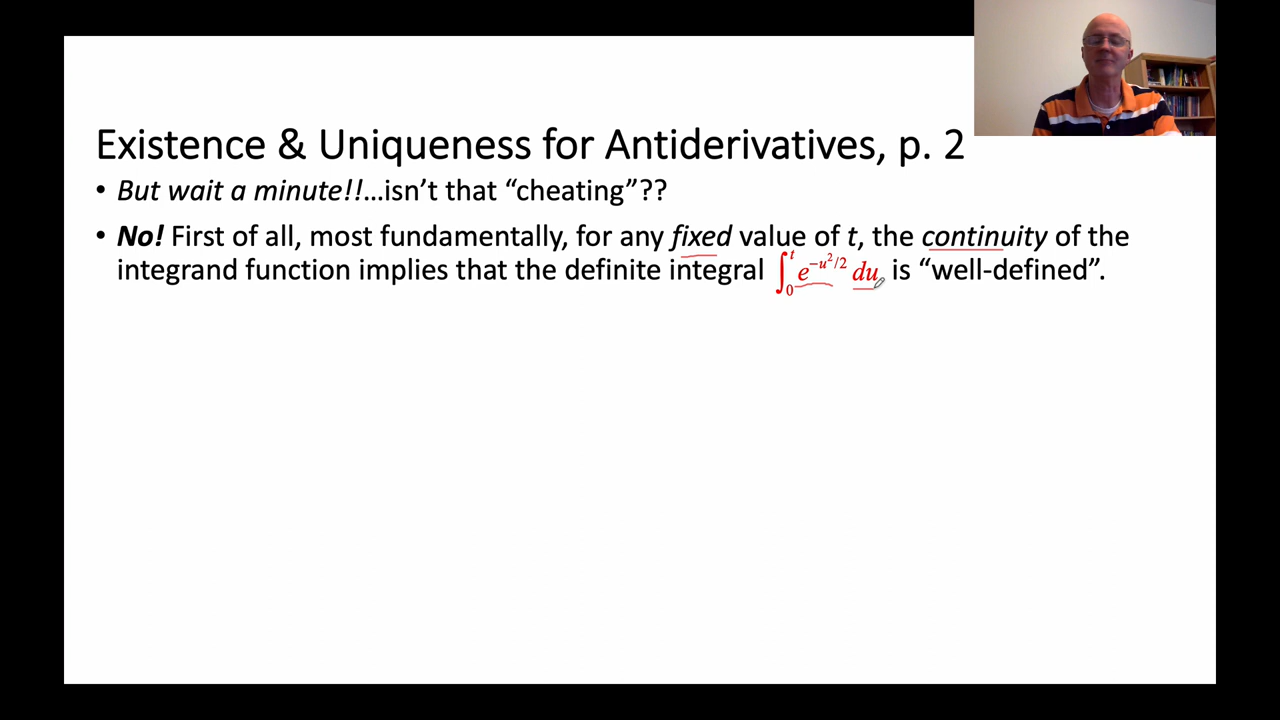 Existence & Uniqueness for Antiderivatives, p. 2
• But wait a minute!!…isn’t that “cheating”??
• No! First of all, most fundamentally, for any fixed value of t, the continuity of the
integrand function implies that the definite integral ∫₀ᵗ e^(−u²/2) du is “well-defined”.